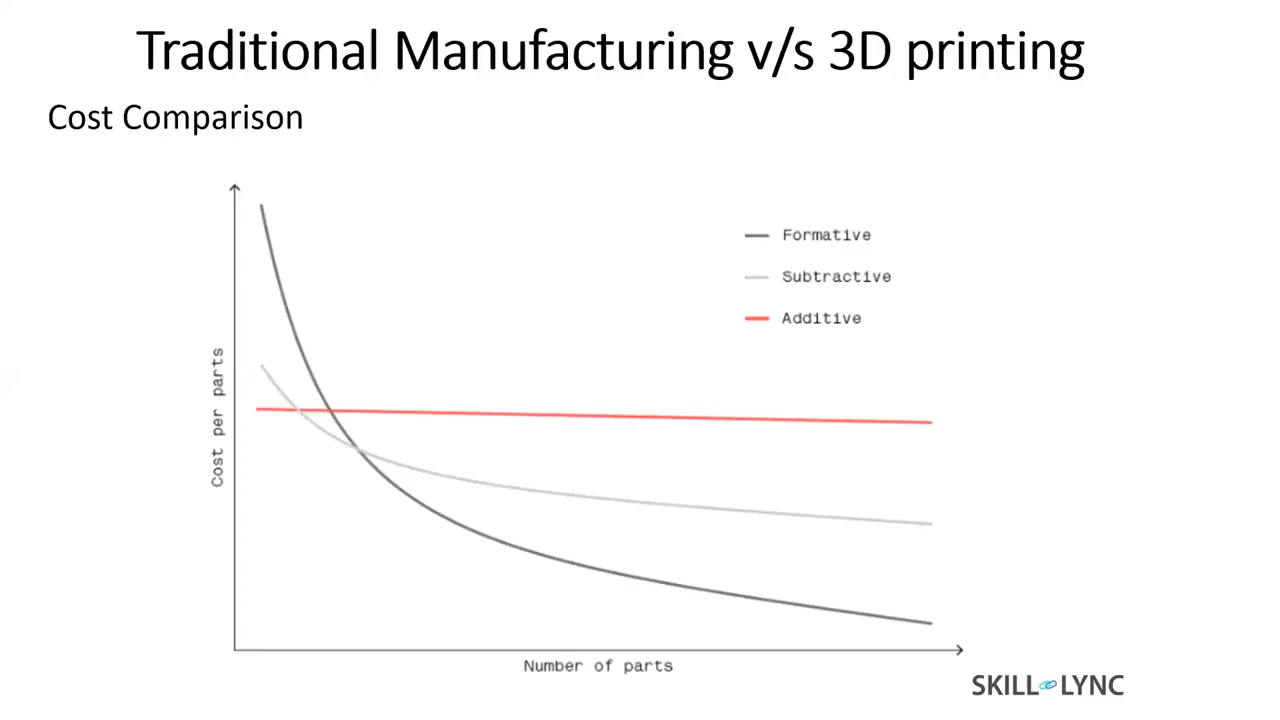 Traditional Manufacturing v/s 3D printing
Cost Comparison
Formative
Subtractive
Additive
Cost per parts
Number of parts
SKILL LYNC